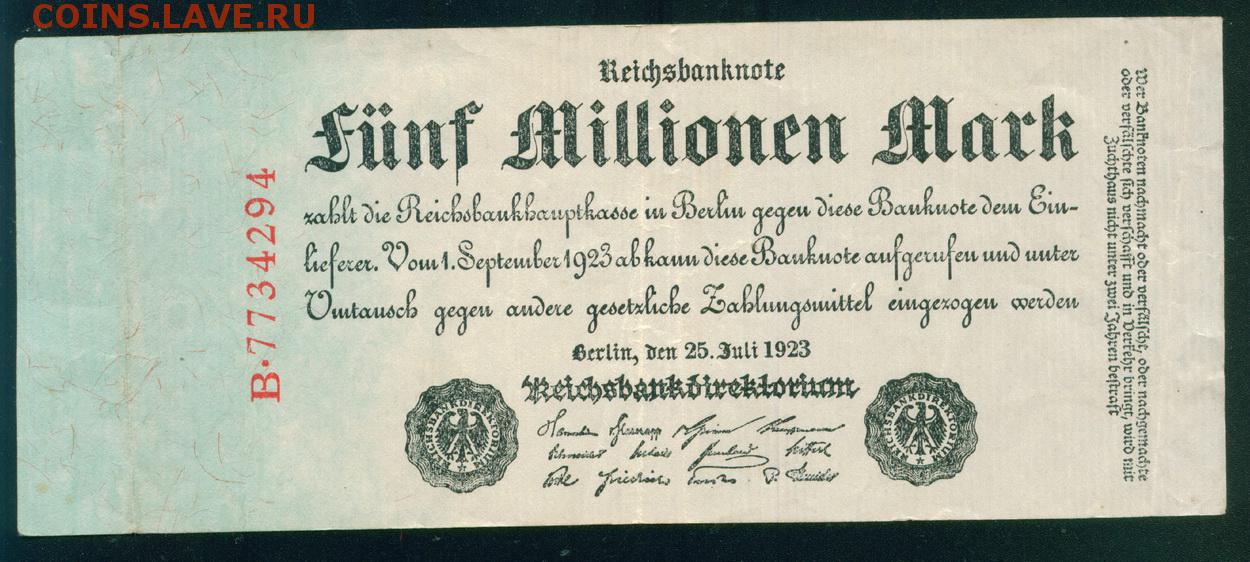 COINS.LAVE.RU
Reichsbanknote
Fünf Millionen Mark
zahlt die Reichsbankhauptkasse in Berlin gegen diese Banknote dem Ein-
lieferer. Vom 1. September 1923 ab kann diese Banknote aufgerufen und unter
Umtausch gegen andere gesetzliche Zahlungsmittel eingezogen werden
Berlin, den 25. Juli 1923
Reichsbankdirektorium
REICHSBANKDIREKTORIUM
REICHSBANKDIREKTORIUM
B·7734294
Wer Banknoten nachmacht oder verfälscht, oder nachgemachte
oder verfälschte sich verschafft und in Verkehr bringt, wird mit
Zuchthaus nicht unter zwei Jahren bestraft